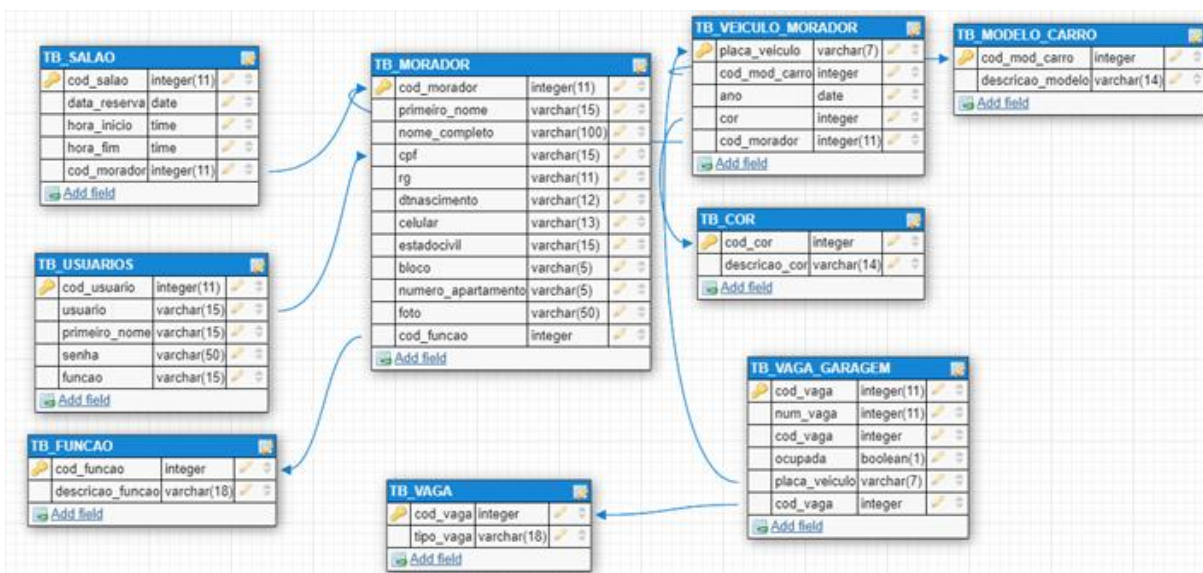 TB_SALAO
cod_salao integer(11)
data_reserva date
hora_inicio time
hora_fim time
cod_morador integer(11)
Add field
TB_USUARIOS
cod_usuario integer(11)
usuario varchar(15)
primeiro_nome varchar(15)
senha varchar(50)
funcao varchar(15)
Add field
TB_FUNCAO
cod_funcao integer
descricao_funcao varchar(18)
Add field
TB_MORADOR
cod_morador integer(11)
primeiro_nome varchar(15)
nome_completo varchar(100)
cpf varchar(15)
rg varchar(11)
dtnascimento varchar(12)
celular varchar(13)
estadocivil varchar(15)
bloco varchar(5)
numero_apartamento varchar(5)
foto varchar(50)
cod_funcao integer
Add field
TB_VAGA
cod_vaga integer
tipo_vaga varchar(18)
Add field
TB_VEICULO_MORADOR
placa_veiculo varchar(7)
cod_mod_carro integer
ano date
cor integer
cod_morador integer(11)
Add field
TB_COR
cod_cor integer
descricao_cor varchar(14)
Add field
TB_VAGA_GARAGEM
cod_vaga integer(11)
num_vaga integer(11)
cod_vaga integer
ocupada boolean(1)
placa_veiculo varchar(7)
cod_vaga integer
Add field
TB_MODELO_CARRO
cod_mod_carro integer
descricao_modelo varchar(14)
Add field